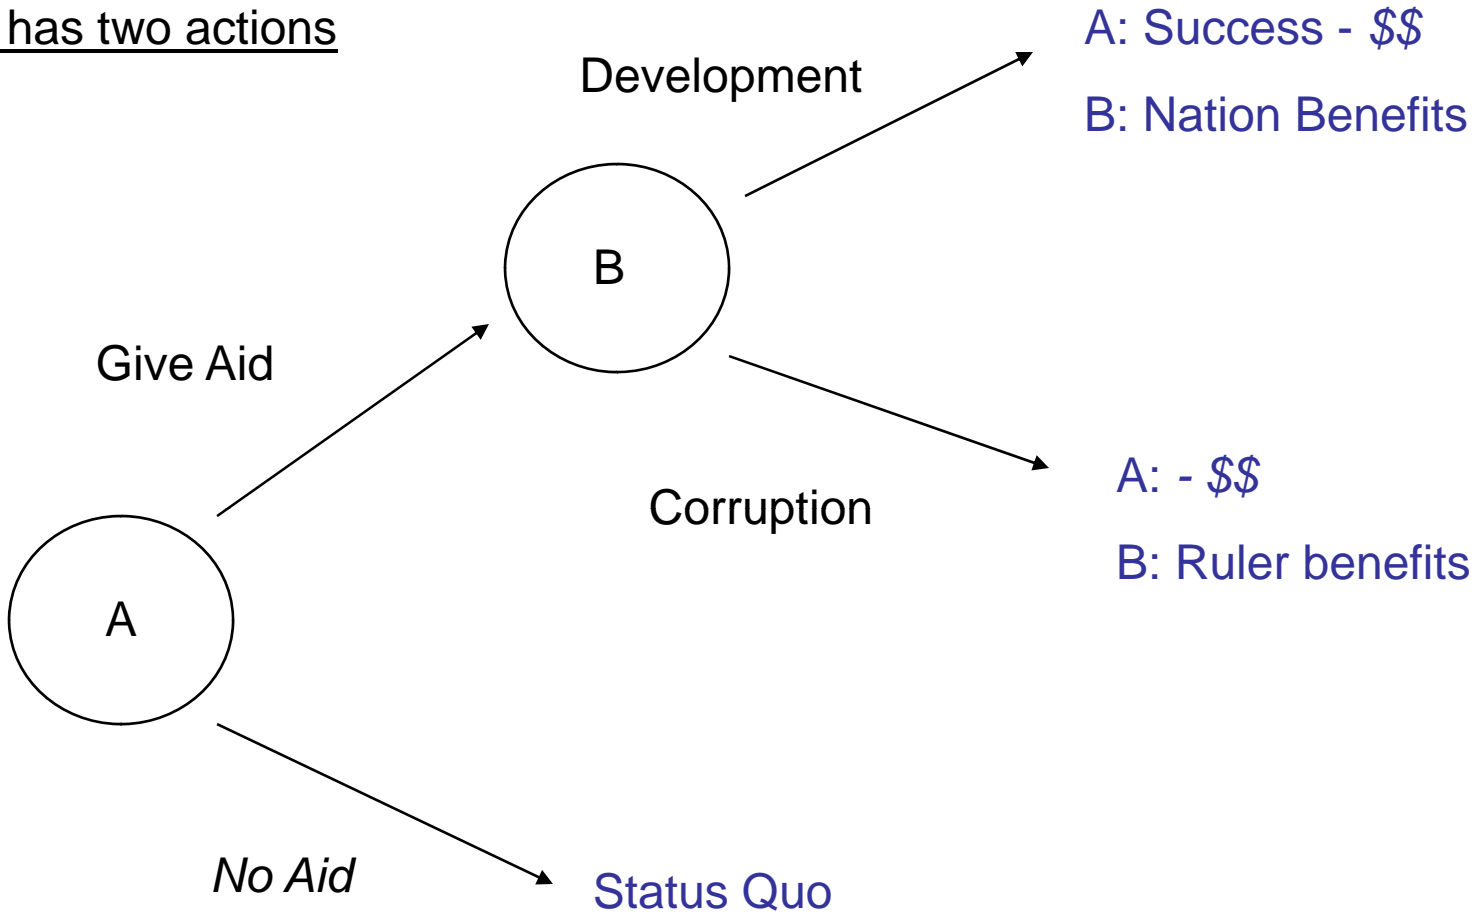 has two actions
Development
A: Success - $$
B: Nation Benefits
B
Give Aid
A: - $$
Corruption
B: Ruler benefits
A
No Aid
Status Quo